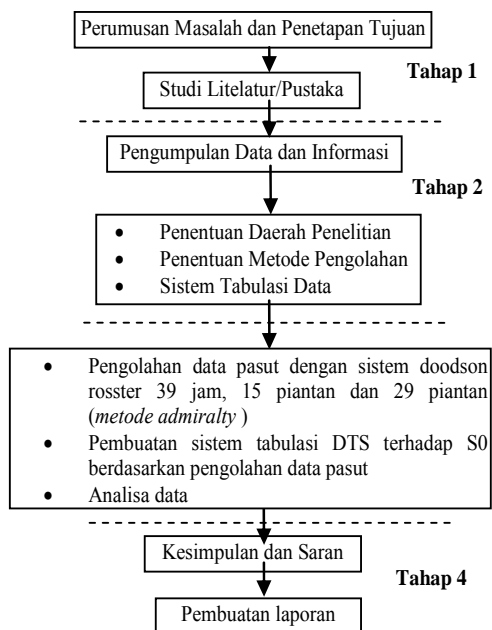 Perumusan Masalah dan Penetapan Tujuan
Tahap 1
Studi Litelatur/Pustaka
Pengumpulan Data dan Informasi
Tahap 2
• Penentuan Daerah Penelitian
• Penentuan Metode Pengolahan
• Sistem Tabulasi Data
• Pengolahan data pasut dengan sistem doodson
rosster 39 jam, 15 piantan dan 29 piantan
(metode admiralty )
• Pembuatan sistem tabulasi DTS terhadap S0
berdasarkan pengolahan data pasut
• Analisa data
Kesimpulan dan Saran
Tahap 4
Pembuatan laporan